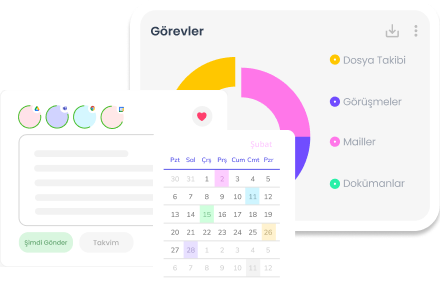 Görevler
Dosya Takibi
Görüşmeler
Mailler
Dokümanlar
Şubat
Pzt Sal Çrş Prş Cum Cmt Pzr
30 31 1 2 3 4 5
6 7 8 9 10 11 12
13 14 15 16 17 18 19
20 21 22 23 24 25 26
27 28 1 2 3 4 5
6 7 8 9 10 11 12
Şimdi Gönder
Takvim